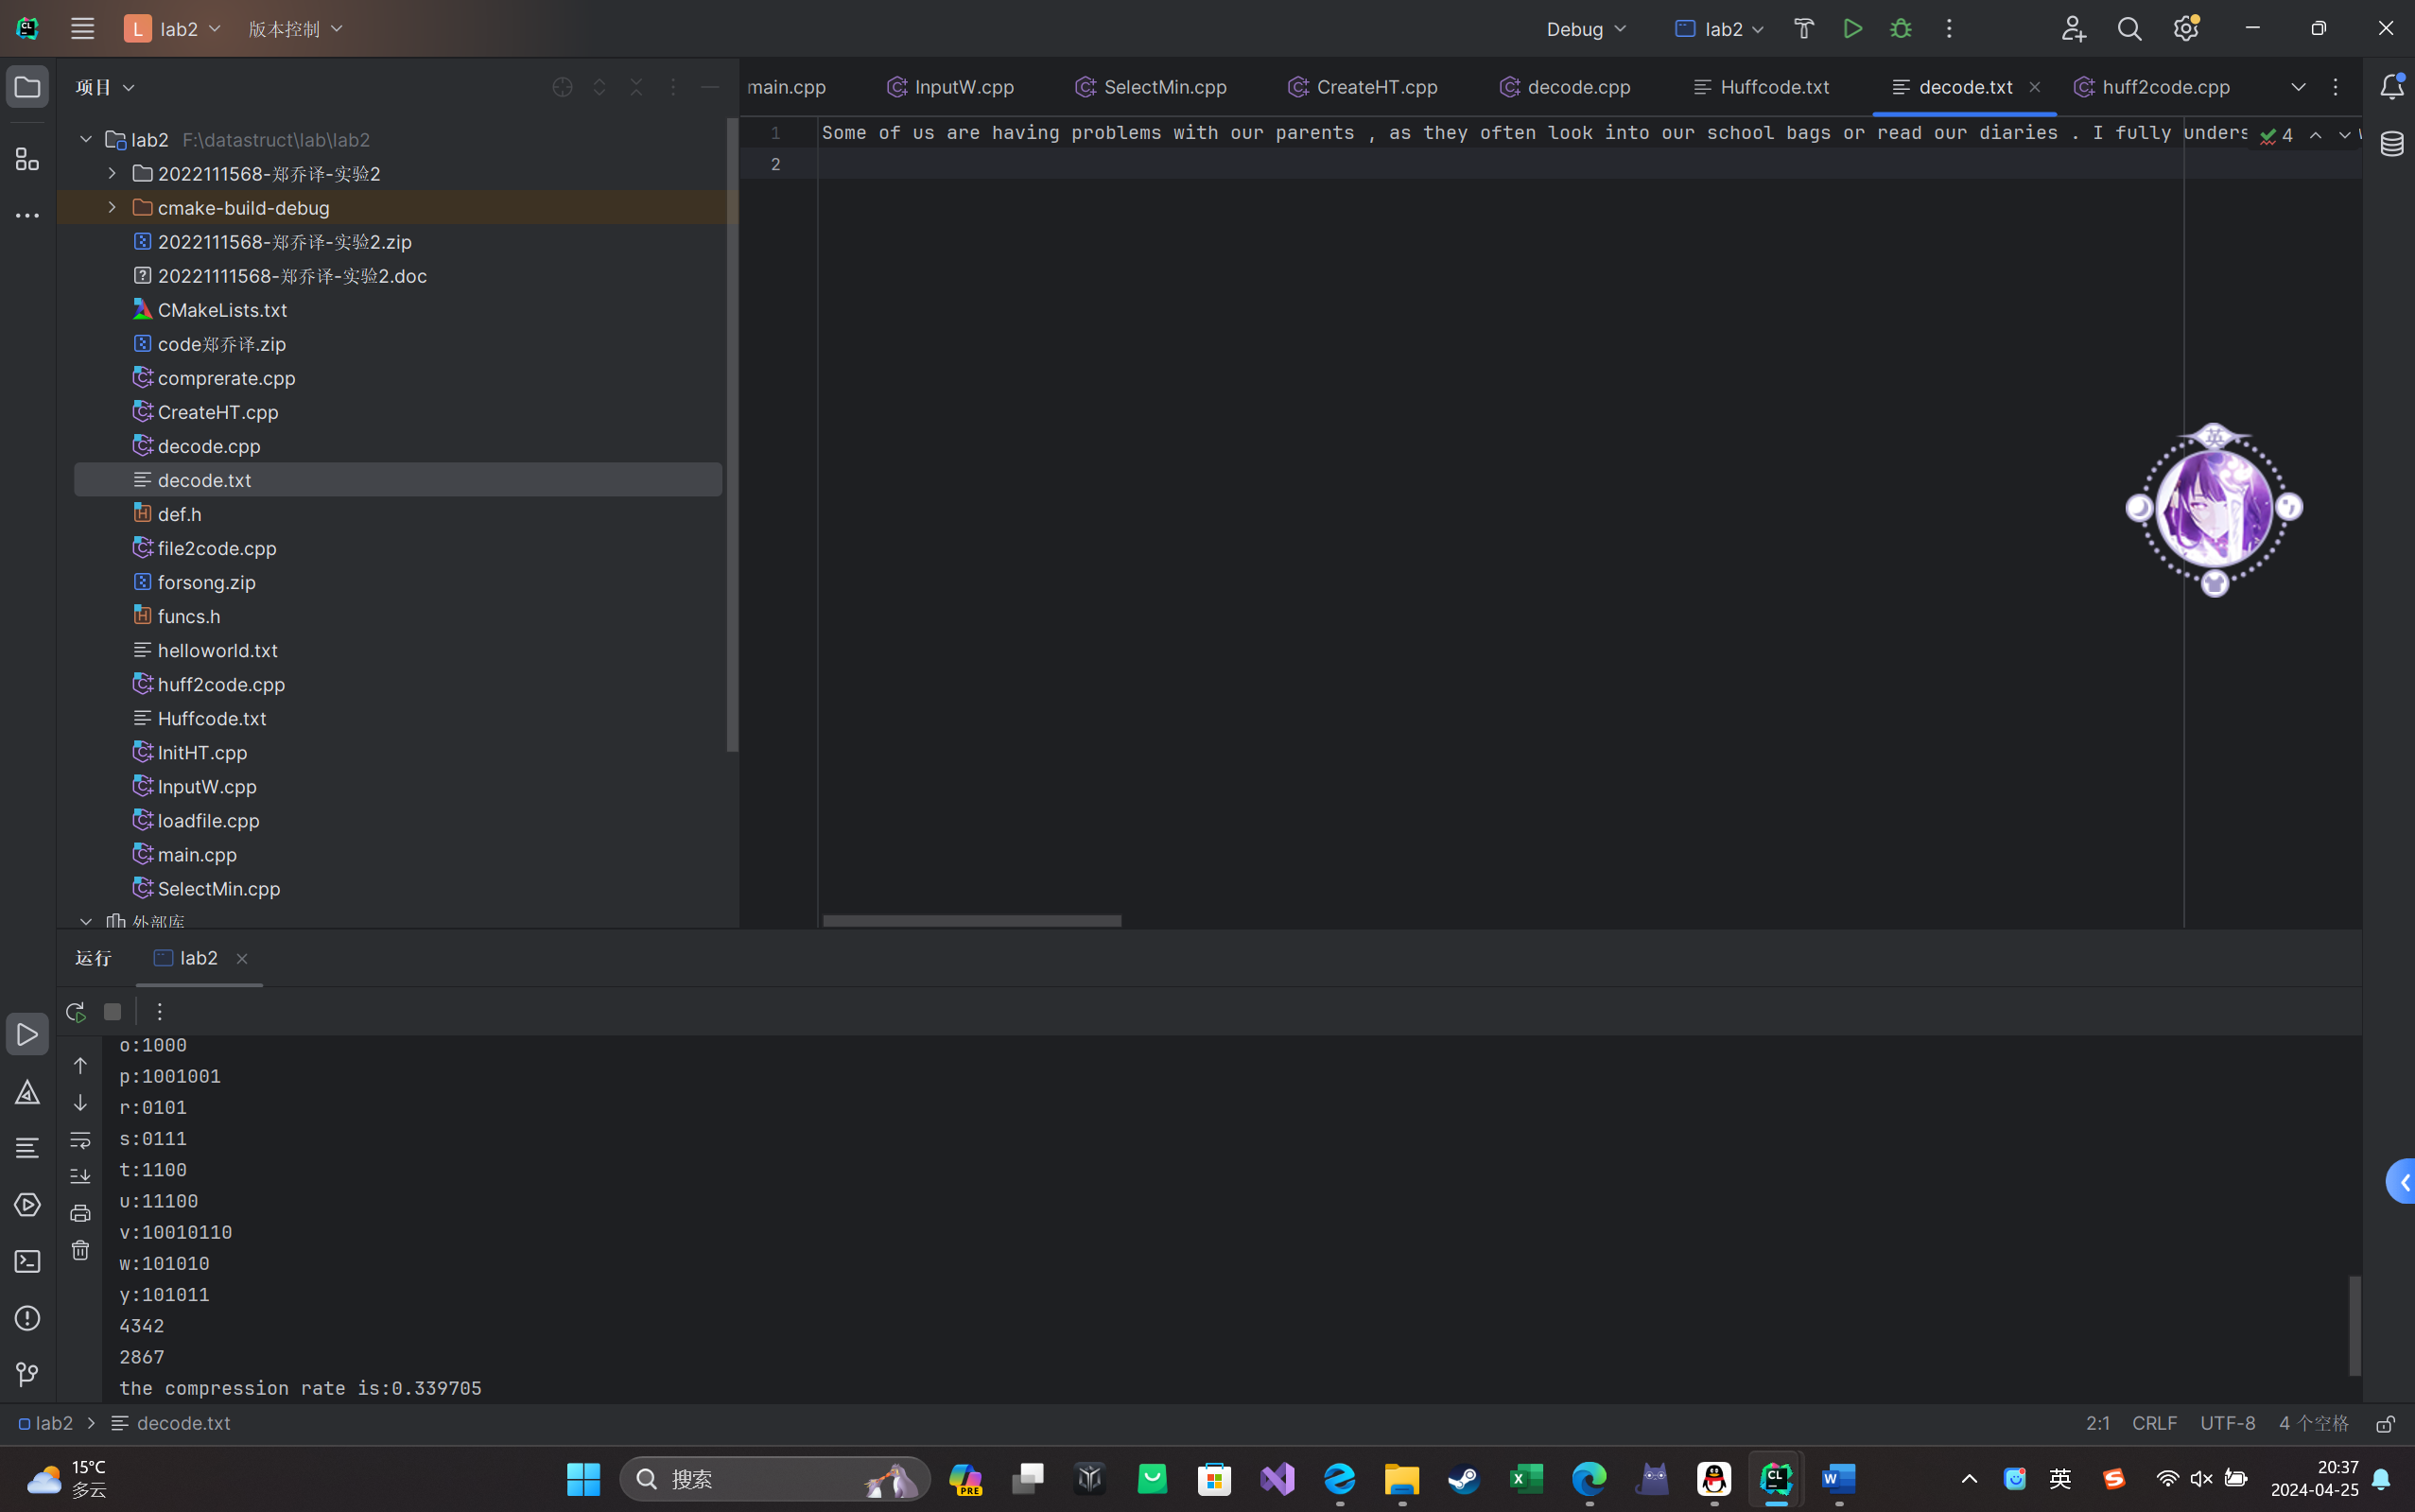 L lab2 版本控制 Debug lab2
项目
main.cpp InputW.cpp SelectMin.cpp CreateHT.cpp decode.cpp Huffcode.txt decode.txt huff2code.cpp
lab2 F:\datastruct\lab\lab2
2022111568-郑乔译-实验2
cmake-build-debug
2022111568-郑乔译-实验2.zip
20221111568-郑乔译-实验2.doc
CMakeLists.txt
code郑乔译.zip
comprerate.cpp
CreateHT.cpp
decode.cpp
decode.txt
def.h
file2code.cpp
forsong.zip
funcs.h
helloworld.txt
huff2code.cpp
Huffcode.txt
InitHT.cpp
InputW.cpp
loadfile.cpp
main.cpp
SelectMin.cpp
外部库
1 Some of us are having problems with our parents , as they often look into our school bags or read our diaries . I fully unders 4
2
英
运行 lab2
o:1000
p:1001001
r:0101
s:0111
t:1100
u:11100
v:10010110
w:101010
y:101011
4342
2867
the compression rate is:0.339705
lab2 decode.txt 2:1 CRLF UTF-8 4 个空格
15°C
多云
搜索
PRE
英
20:37
2024-04-25